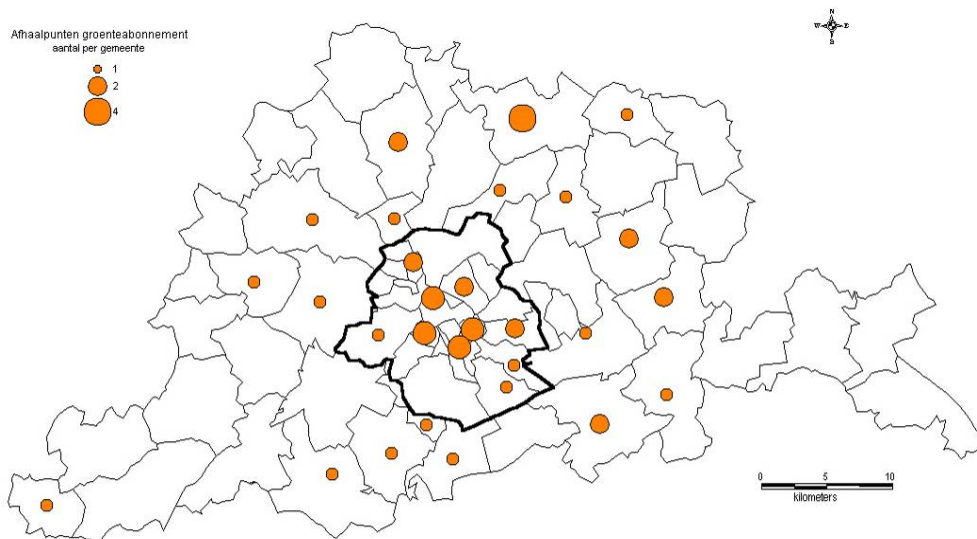 Afhaalpunten groenteabonnement
aantal per gemeente
1
2
4
N
W E
S
0 5 10
kilometers